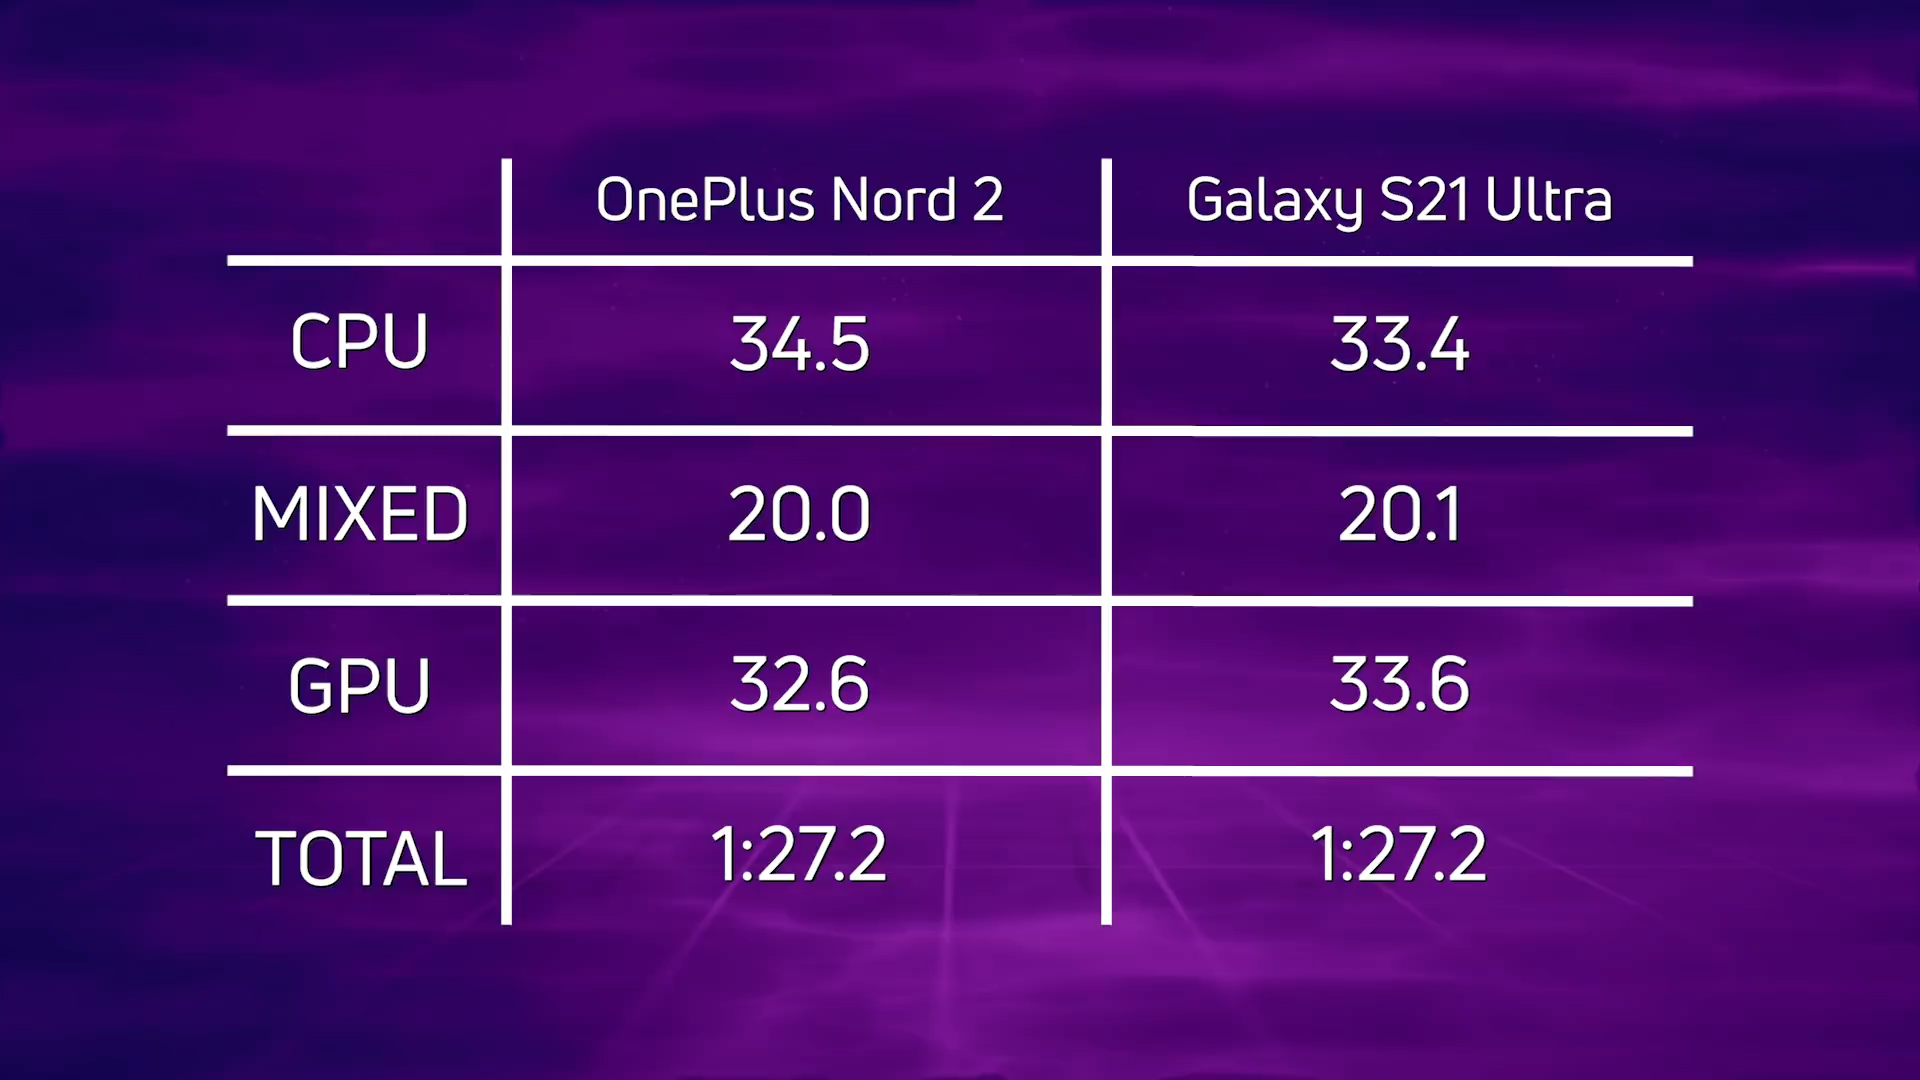 OnePlus Nord 2 Galaxy S21 Ultra
CPU 34.5 33.4
MIXED 20.0 20.1
GPU 32.6 33.6
TOTAL 1:27.2 1:27.2